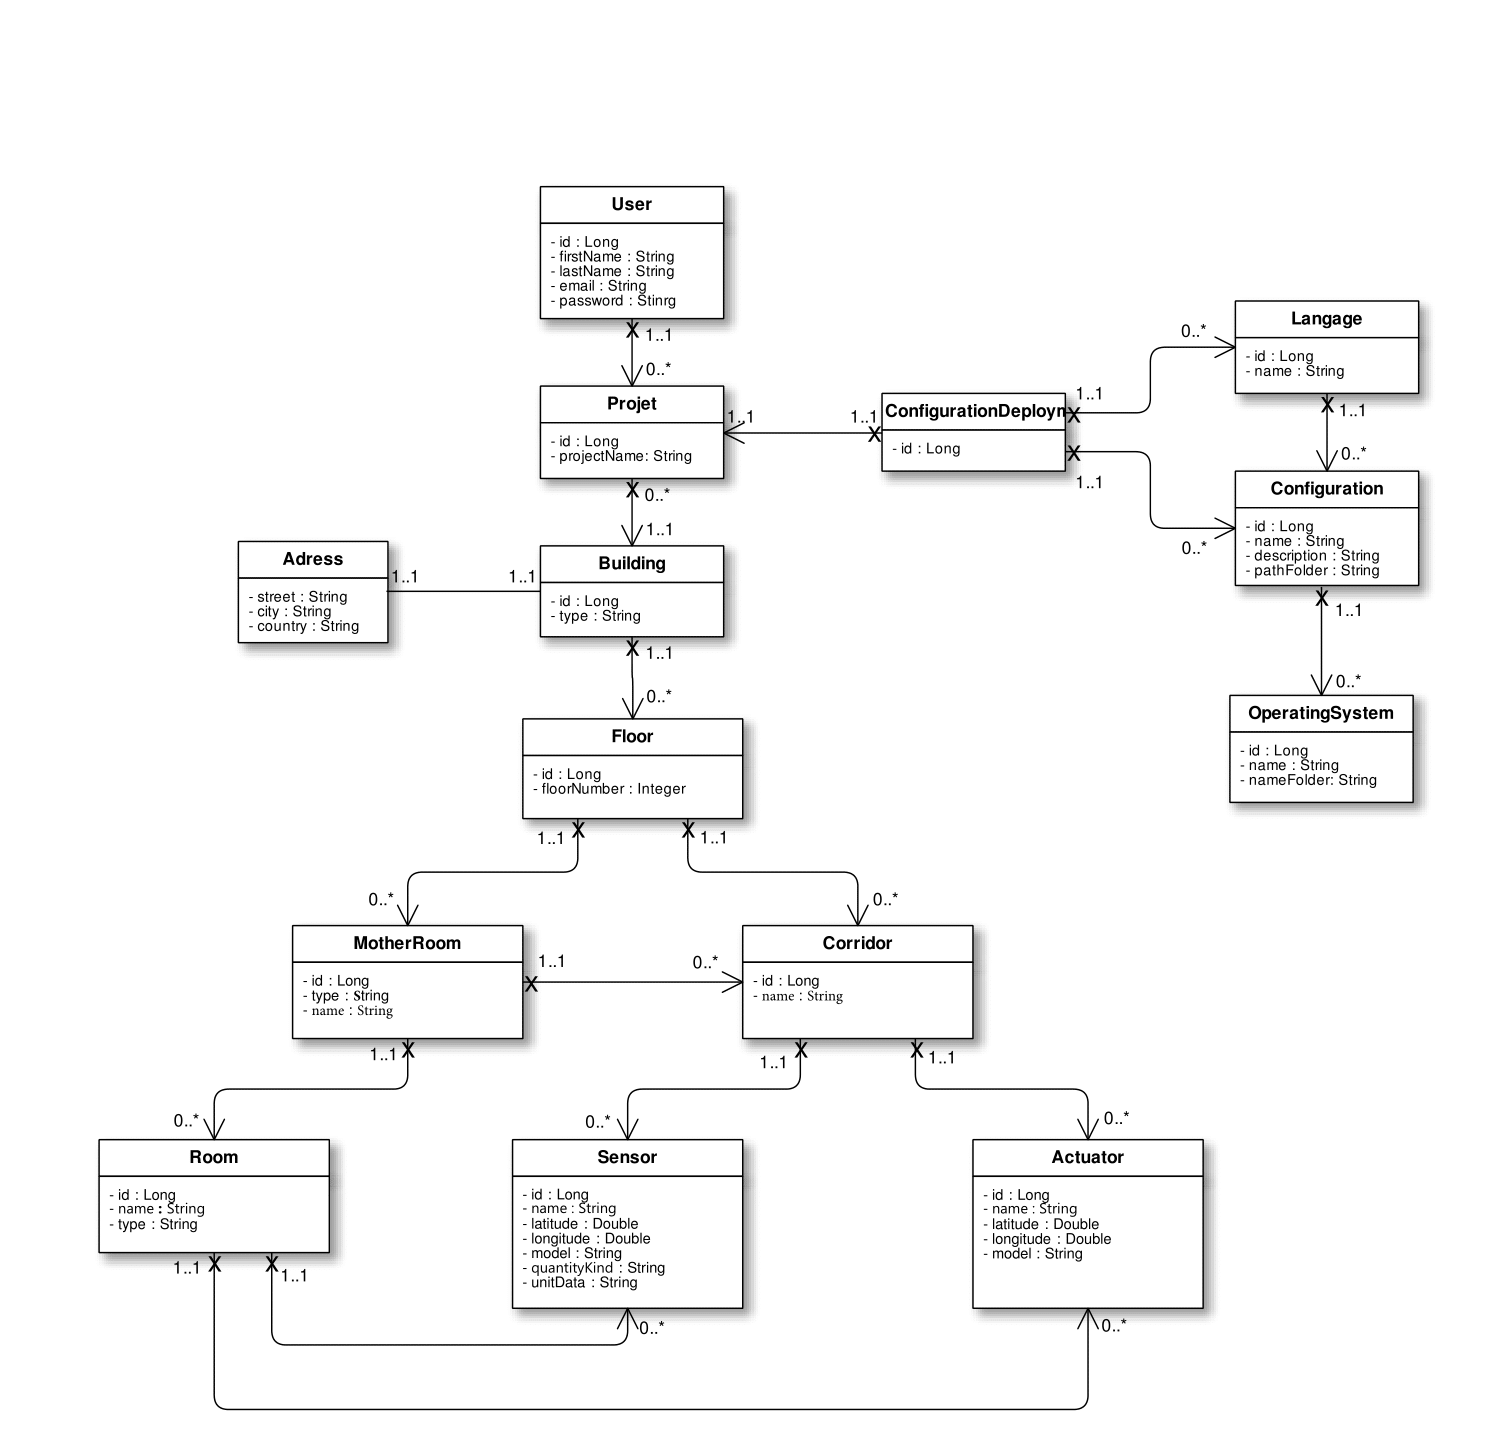 User
- id : Long
- firstName : String
- lastName : String
- email : String
- password : Stinrg
1..1
0..*
Projet
- id : Long
- projectName: String
1..1
1..1
ConfigurationDeployn
- id : Long
1..1
0..*
1..1
0..*
Langage
- id : Long
- name : String
1..1
0..*
Configuration
- id : Long
- name : String
- description : String
- pathFolder : String
1..1
0..*
OperatingSystem
- id : Long
- name : String
- nameFolder: String
0..*
1..1
Adress
- street : String
- city : String
- country : String
1..1
1..1
Building
- id : Long
- type : String
1..1
0..*
Floor
- id : Long
- floorNumber : Integer
1..1
1..1
0..*
0..*
MotherRoom
- id : Long
- type : String
- name : String
1..1
0..*
Corridor
- id : Long
- name : String
1..1
1..1
1..1
0..*
0..*
0..*
Room
- id : Long
- name : String
- type : String
Sensor
- id : Long
- name : String
- latitude : Double
- longitude : Double
- model : String
- quantityKind : String
- unitData : String
Actuator
- id : Long
- name : String
- latitude : Double
- longitude : Double
- model : String
1..1
1..1
0..*
0..*